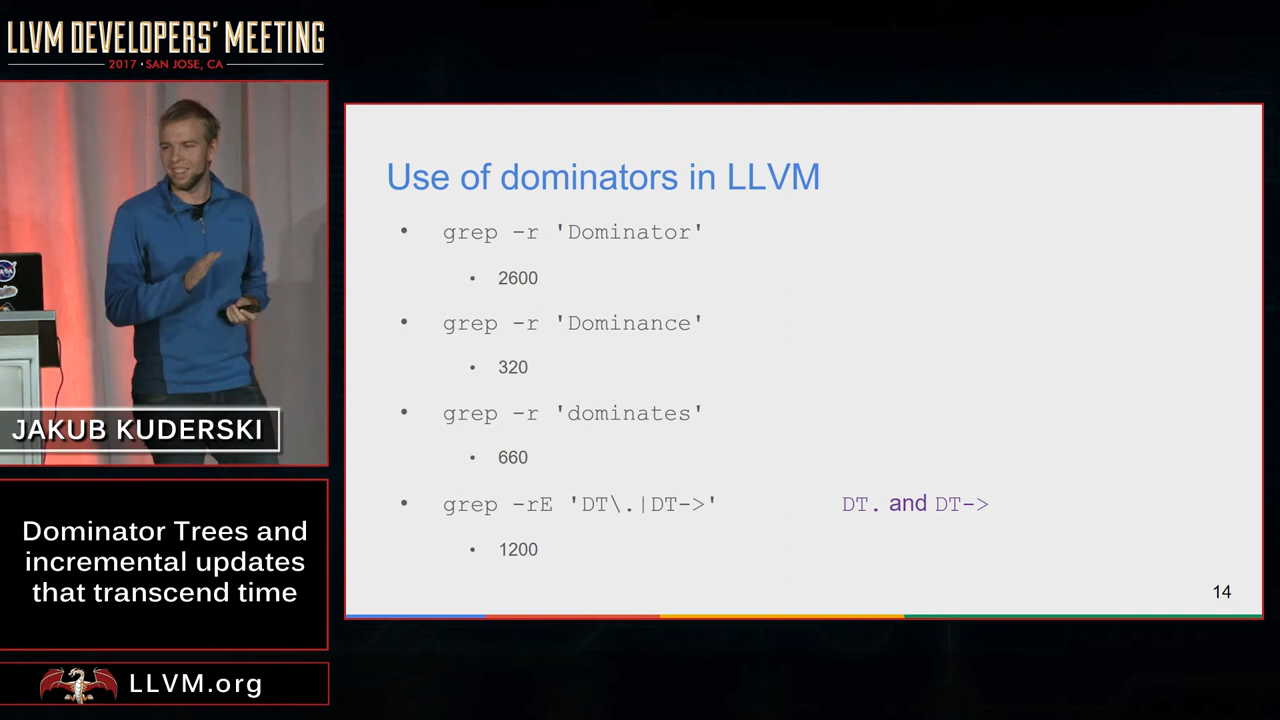 LLVM DEVELOPERS' MEETING
2017 · SAN JOSE, CA
JAKUB KUDERSKI
Dominator Trees and
incremental updates
that transcend time
LLVM.org
Use of dominators in LLVM
• grep -r 'Dominator'
• 2600
• grep -r 'Dominance'
• 320
• grep -r 'dominates'
• 660
• grep -rE 'DT\.|DT->' DT. and DT->
• 1200
14